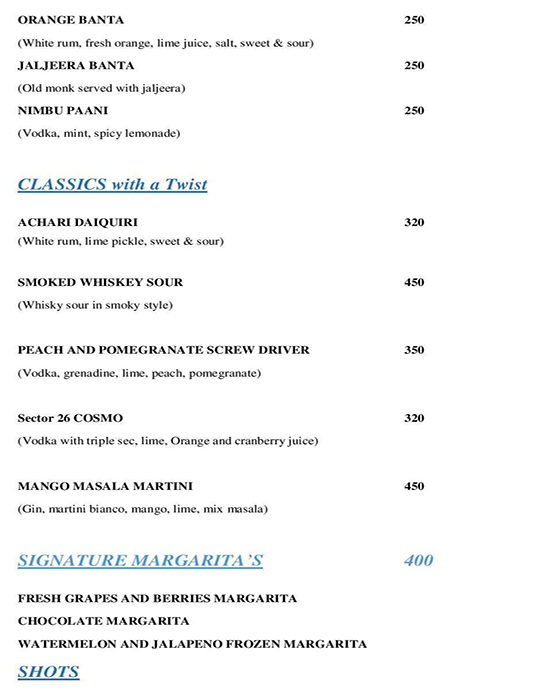 ORANGE BANTA 250
(White rum, fresh orange, lime juice, salt, sweet & sour)
JALJEERA BANTA 250
(Old monk served with jaljeera)
NIMBU PAANI 250
(Vodka, mint, spicy lemonade)
CLASSICS with a Twist
ACHARI DAIQUIRI 320
(White rum, lime pickle, sweet & sour)
SMOKED WHISKEY SOUR 450
(Whisky sour in smoky style)
PEACH AND POMEGRANATE SCREW DRIVER 350
(Vodka, grenadine, lime, peach, pomegranate)
Sector 26 COSMO 320
(Vodka with triple sec, lime, Orange and cranberry juice)
MANGO MASALA MARTINI 450
(Gin, martini bianco, mango, lime, mix masala)
SIGNATURE MARGARITA’S 400
FRESH GRAPES AND BERRIES MARGARITA
CHOCOLATE MARGARITA
WATERMELON AND JALAPENO FROZEN MARGARITA
SHOTS